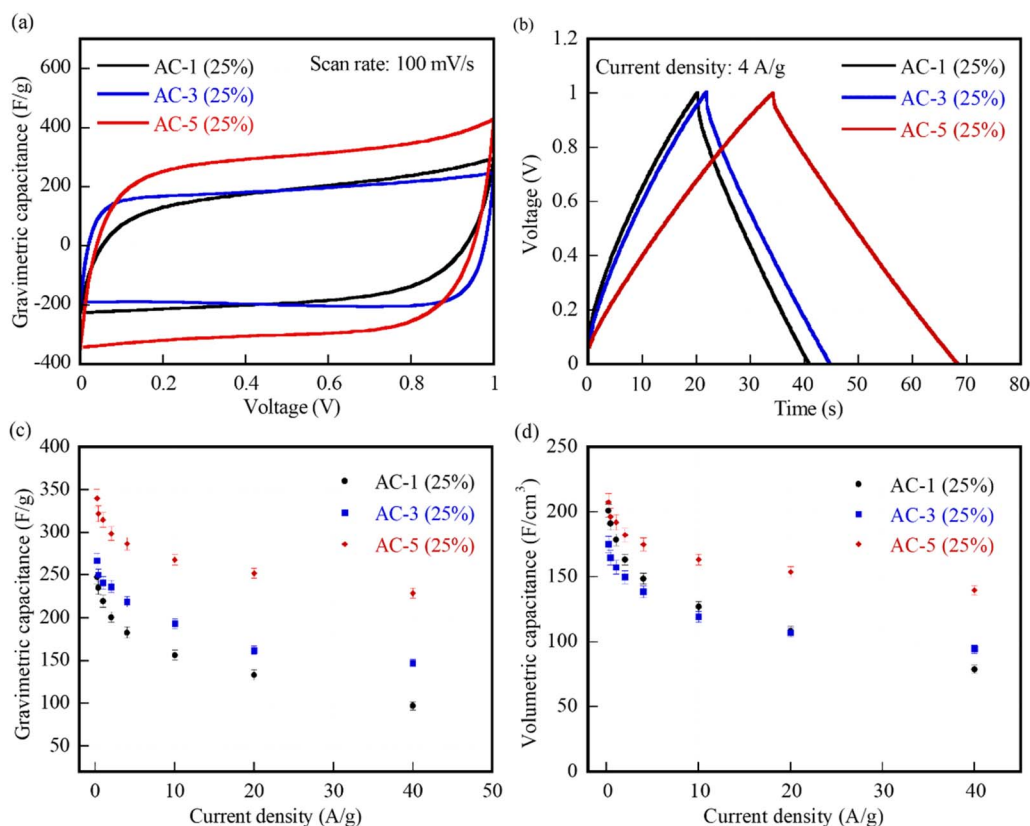 (a)
600
400
200
0
-200
-400
Gravimetric capacitance (F/g)
AC-1 (25%)
AC-3 (25%)
AC-5 (25%)
Scan rate: 100 mV/s
0 0.2 0.4 0.6 0.8 1
Voltage (V)
(b)
1.2
1
0.8
0.6
0.4
0.2
0
Voltage (V)
Current density: 4 A/g
AC-1 (25%)
AC-3 (25%)
AC-5 (25%)
0 10 20 30 40 50 60 70 80
Time (s)
(c)
400
350
300
250
200
150
100
50
Gravimetric capacitance (F/g)
AC-1 (25%)
AC-3 (25%)
AC-5 (25%)
0 10 20 30 40 50
Current density (A/g)
(d)
250
200
150
100
50
0
Volumetric capacitance (F/cm³)
AC-1 (25%)
AC-3 (25%)
AC-5 (25%)
0 10 20 30 40
Current density (A/g)